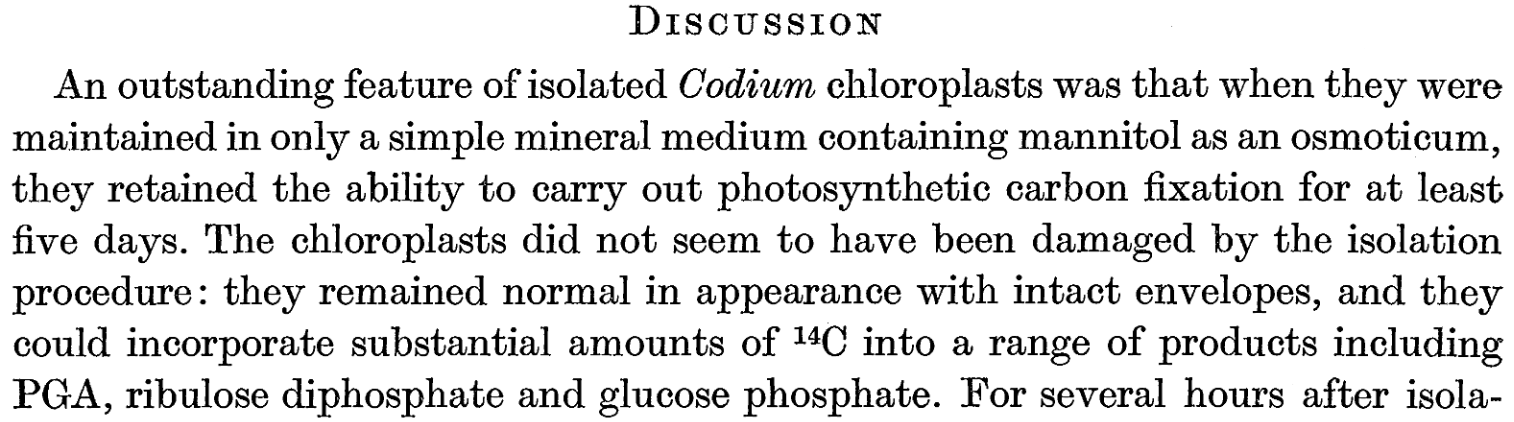 DISCUSSION
An outstanding feature of isolated Codium chloroplasts was that when they were
maintained in only a simple mineral medium containing mannitol as an osmoticum,
they retained the ability to carry out photosynthetic carbon fixation for at least
five days. The chloroplasts did not seem to have been damaged by the isolation
procedure: they remained normal in appearance with intact envelopes, and they
could incorporate substantial amounts of ¹⁴C into a range of products including
PGA, ribulose diphosphate and glucose phosphate. For several hours after isola-